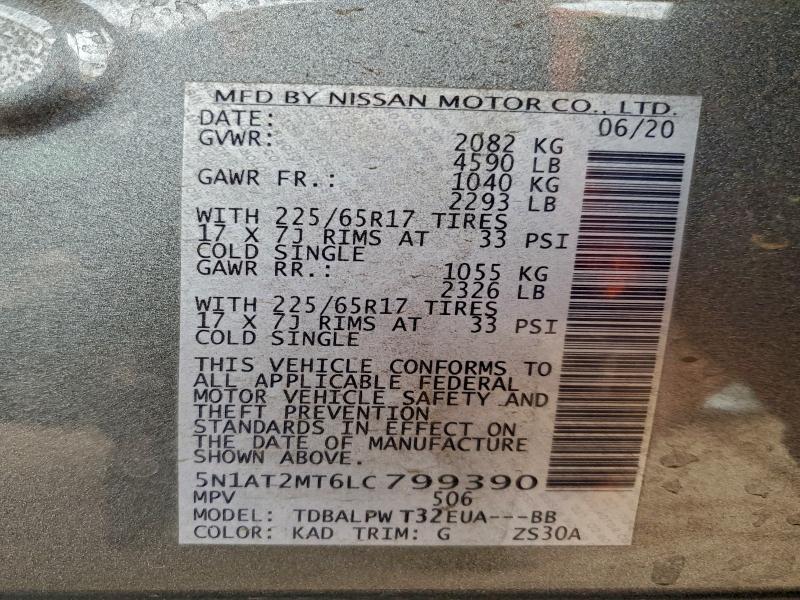 MFD BY NISSAN MOTOR CO., LTD.
DATE: 06/20
GVWR: 2082 KG
4590 LB
GAWR FR.: 1040 KG
2293 LB
WITH 225/65R17 TIRES
17 X 7J RIMS AT 33 PSI
COLD SINGLE
GAWR RR.: 1055 KG
2326 LB
WITH 225/65R17 TIRES
17 X 7J RIMS AT 33 PSI
COLD SINGLE
THIS VEHICLE CONFORMS TO
ALL APPLICABLE FEDERAL
MOTOR VEHICLE SAFETY AND
THEFT PREVENTION
STANDARDS IN EFFECT ON
THE DATE OF MANUFACTURE
SHOWN ABOVE.
5N1AT2MT6LC799390
MPV 506
MODEL: TDBALPW T32EUA---BB
COLOR: KAD TRIM: G ZS30A